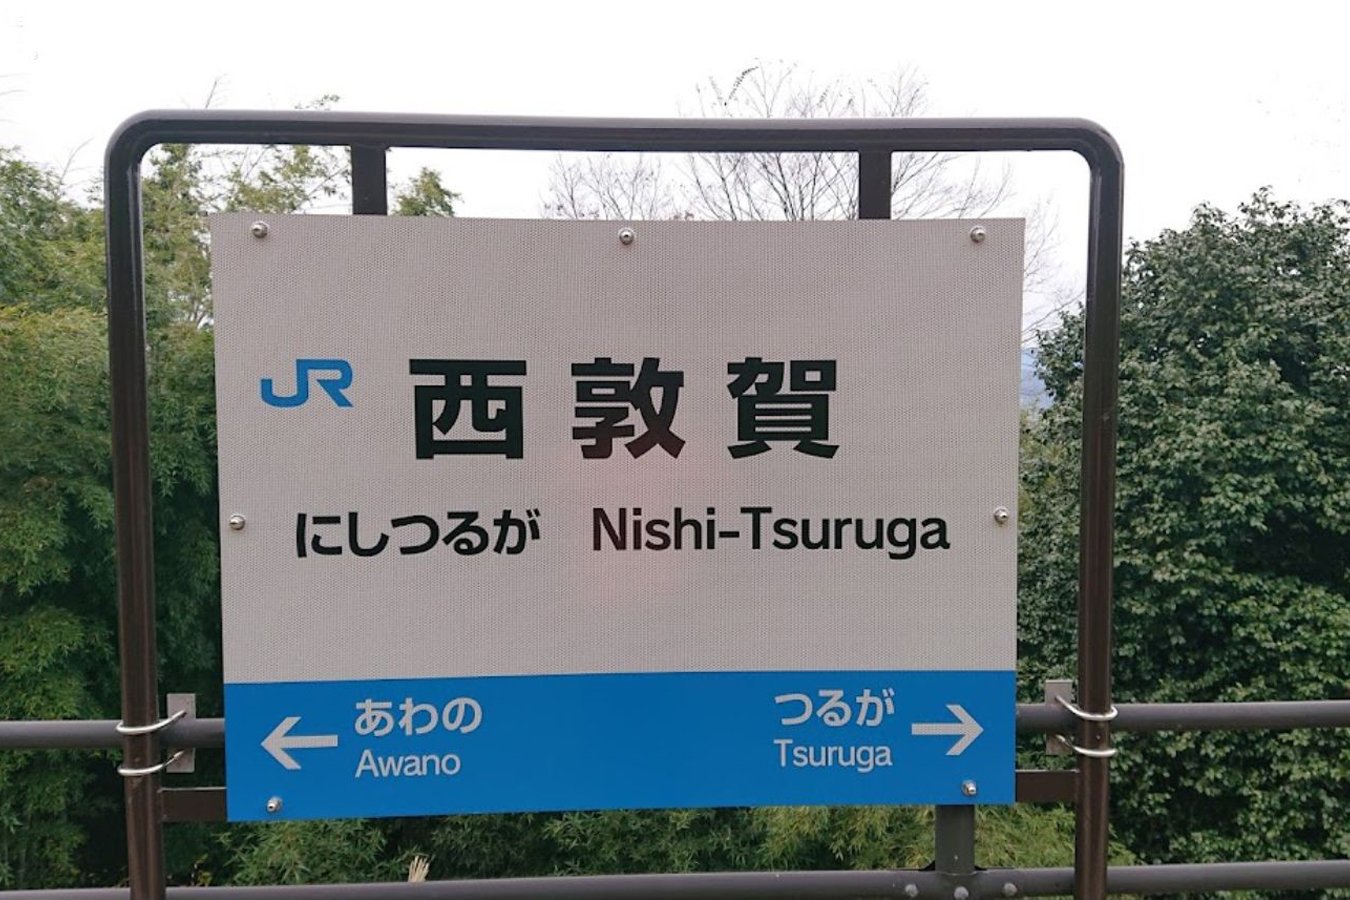 JR 西敦賀
にしつるが Nishi-Tsuruga
← あわの
Awano
つるが →
Tsuruga